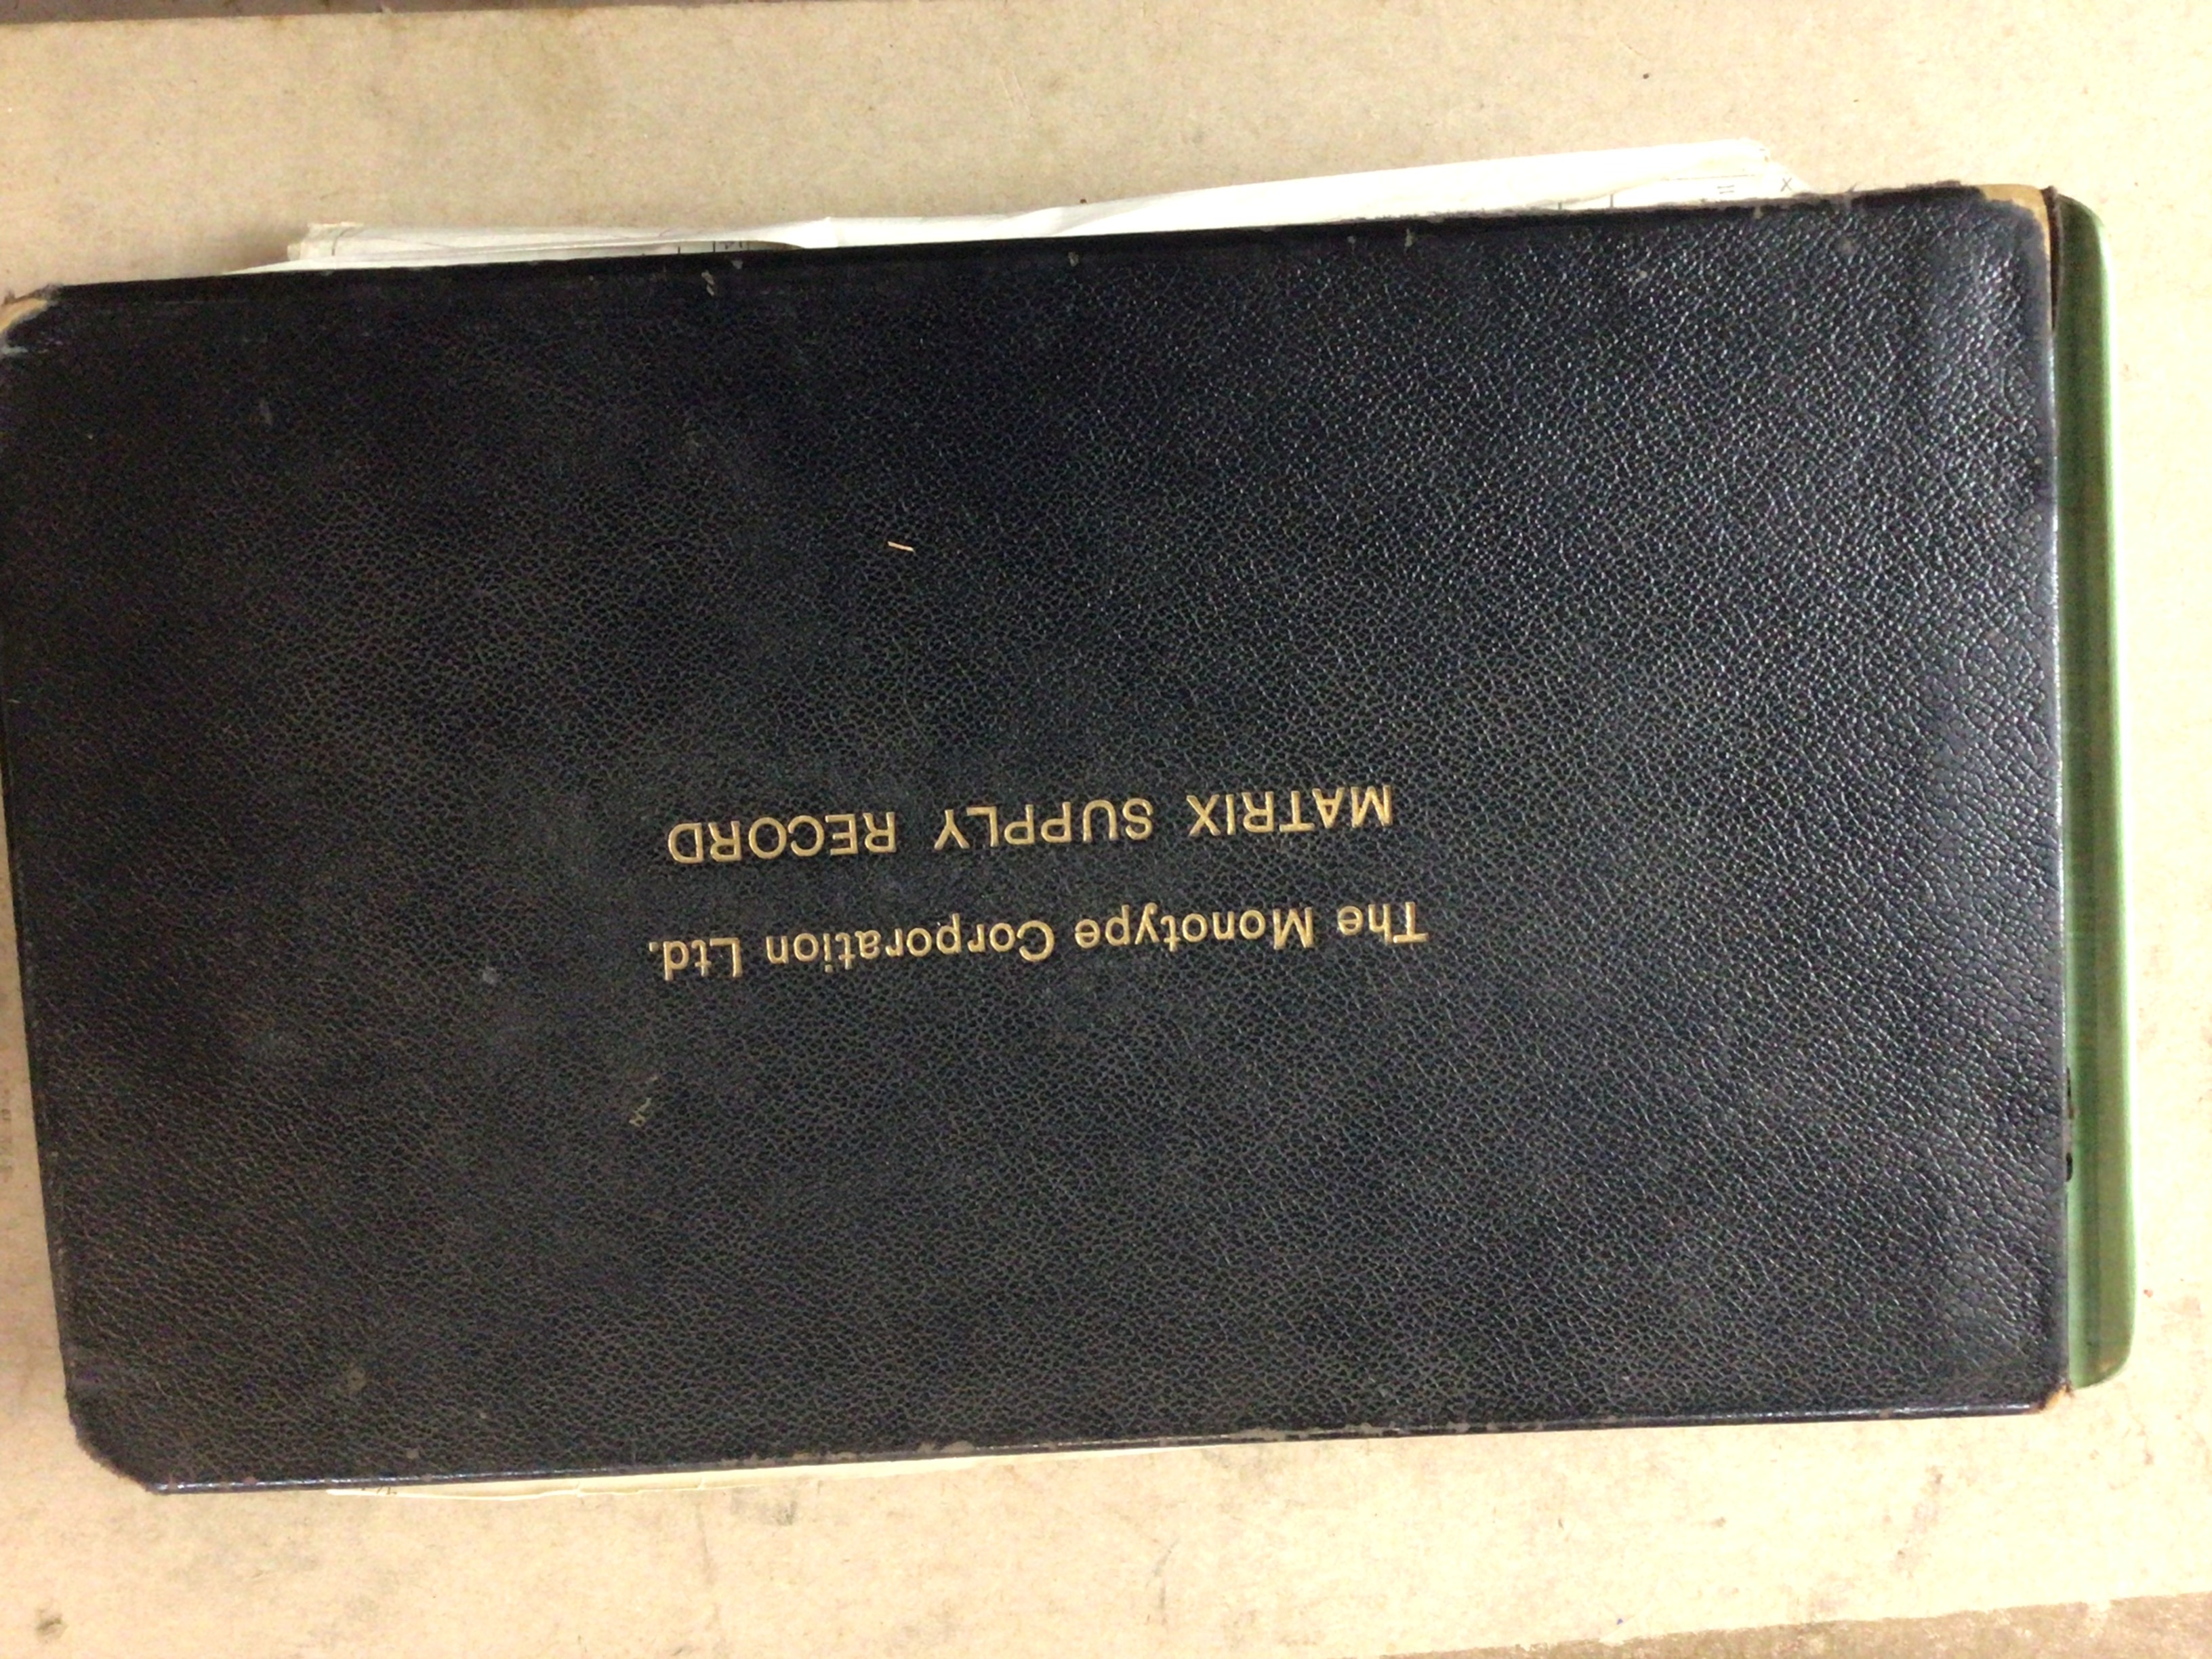 The Monotype Corporation Ltd.
MATRIX SUPPLY RECORD